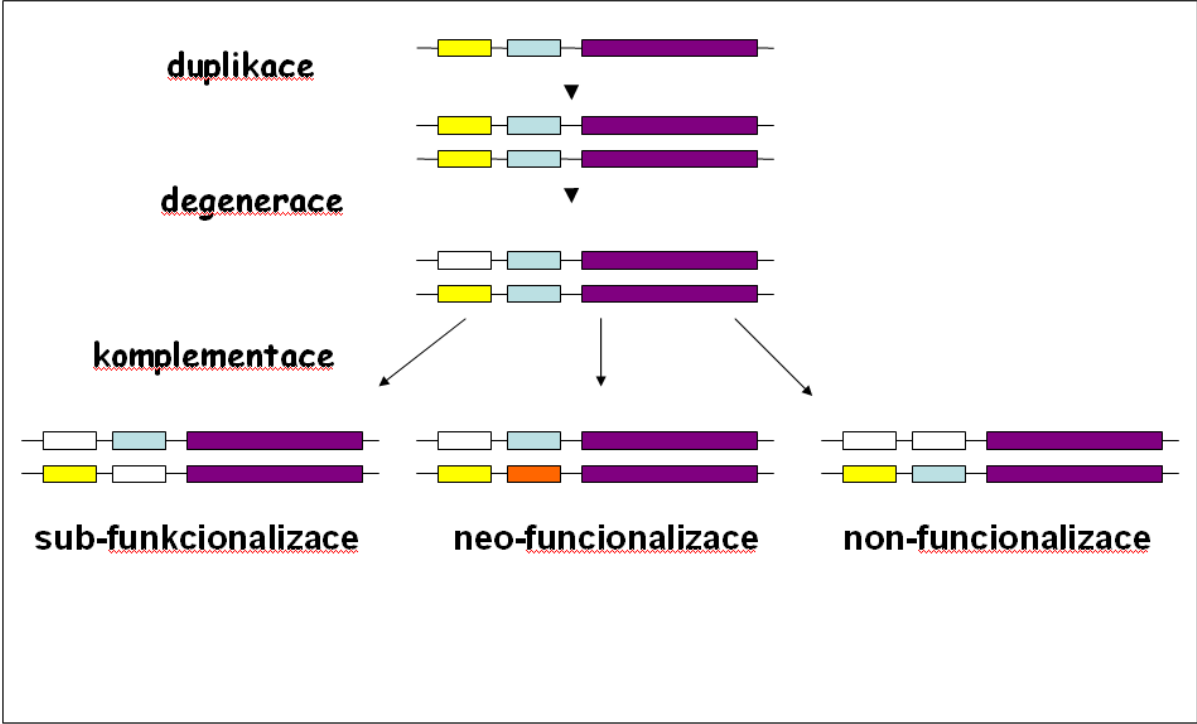 duplikace
degenerace
komplementace
sub-funkcionalizace
neo-funcionalizace
non-funcionalizace